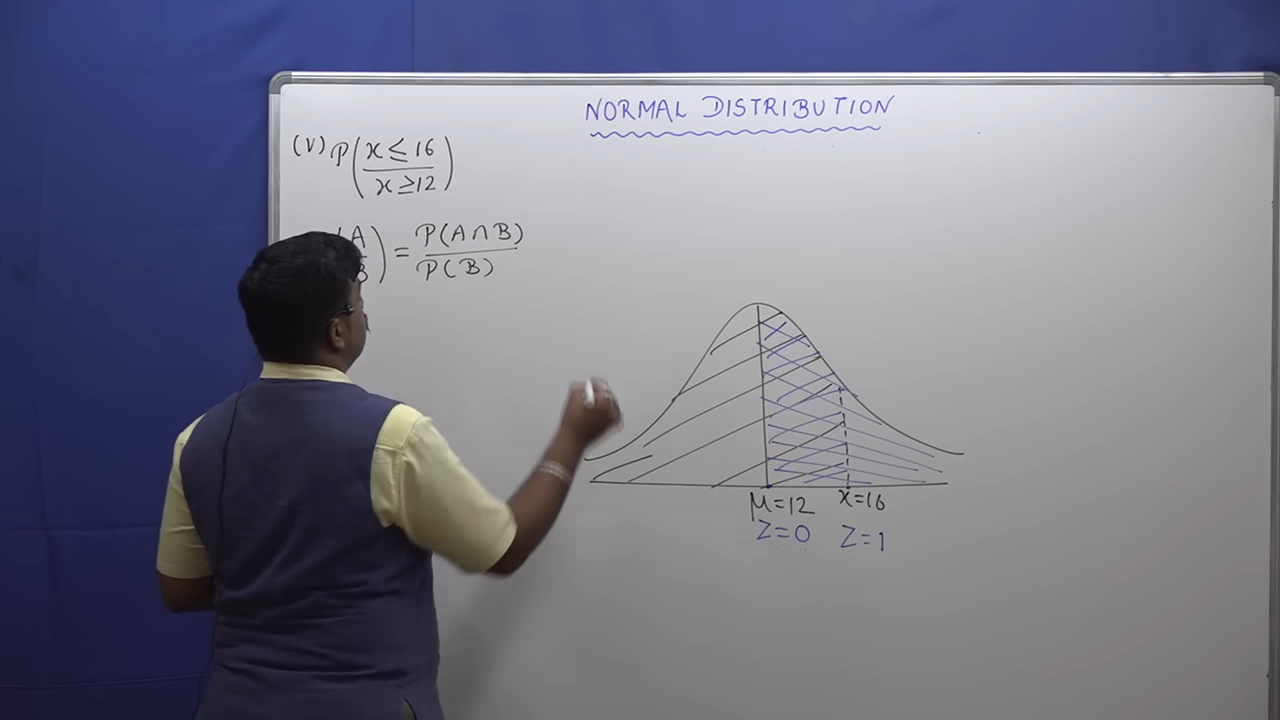 NORMAL DISTRIBUTION
(V) P(x ≤ 16 / x ≥ 12)
(A / B) = P(A ∩ B) / P(B)
μ=12 x=16
Z=0 Z=1